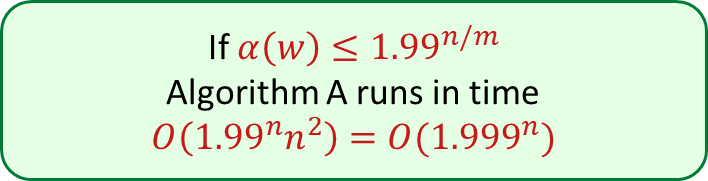 If α(w) ≤ 1.99^{n/m}
Algorithm A runs in time
O(1.99^n n^2) = O(1.999^n)